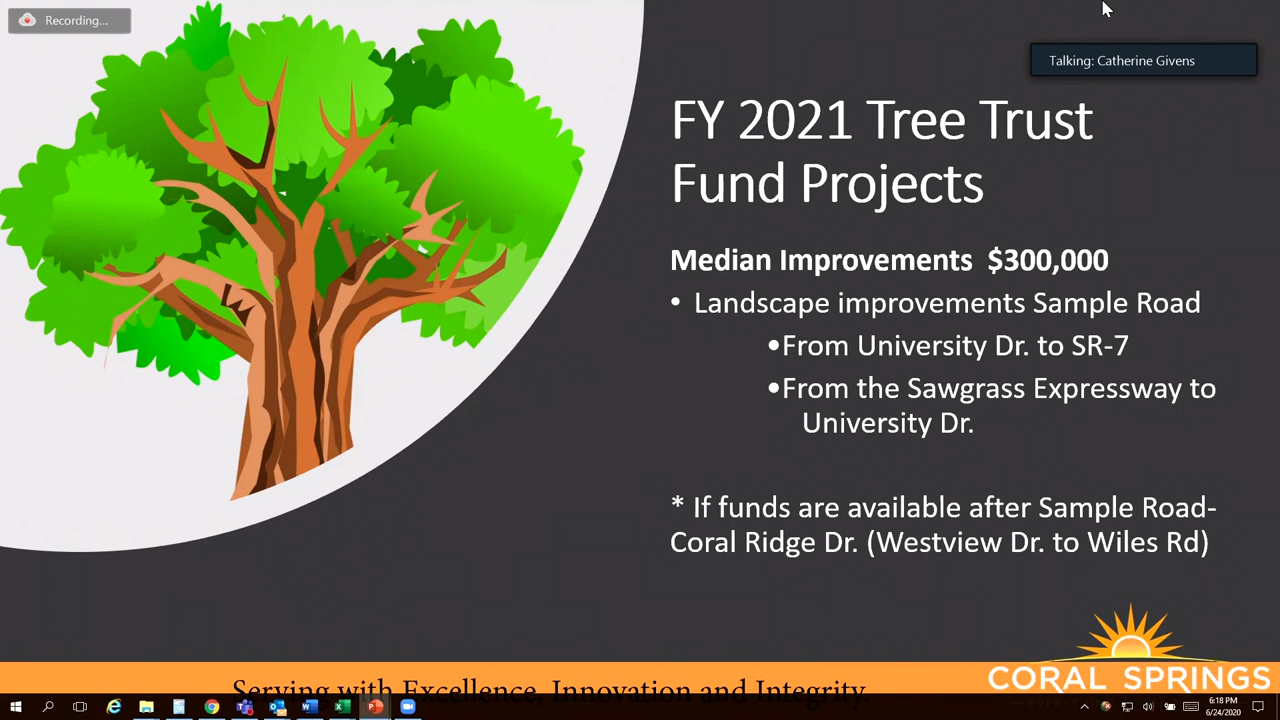 Recording...
Talking: Catherine Givens
FY 2021 Tree Trust
Fund Projects
Median Improvements $300,000
• Landscape improvements Sample Road
•From University Dr. to SR-7
•From the Sawgrass Expressway to
University Dr.
* If funds are available after Sample Road-
Coral Ridge Dr. (Westview Dr. to Wiles Rd)
Serving with Excellence, Innovation and Integrity.
CORAL SPRINGS
6:18 PM
6/24/2020